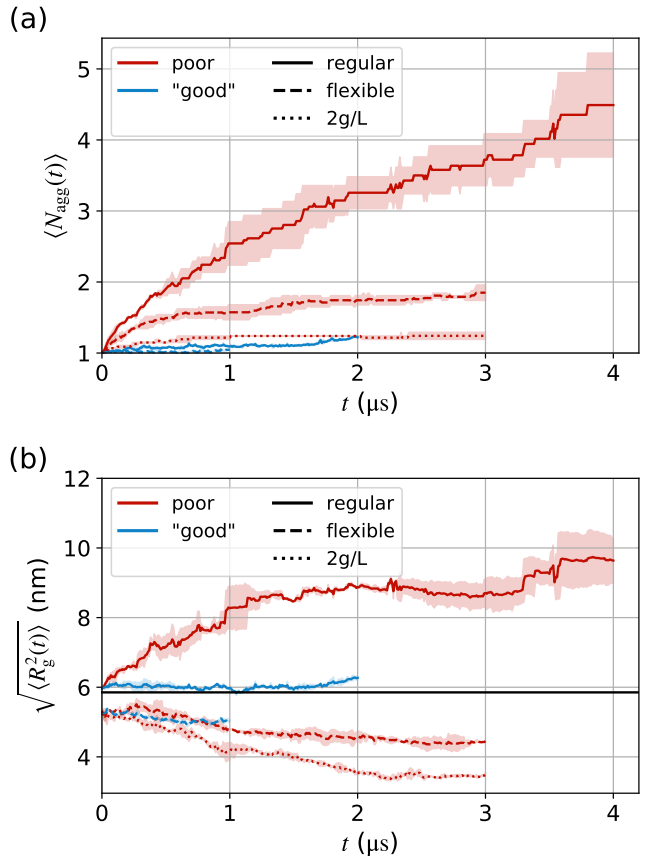 (a)
poor
"good"
regular
flexible
2g/L
⟨N_agg(t)⟩
5
4
3
2
1
0 1 2 3 4
t (μs)
(b)
poor
"good"
regular
flexible
2g/L
√⟨R_g^2(t)⟩ (nm)
12
10
8
6
4
0 1 2 3 4
t (μs)